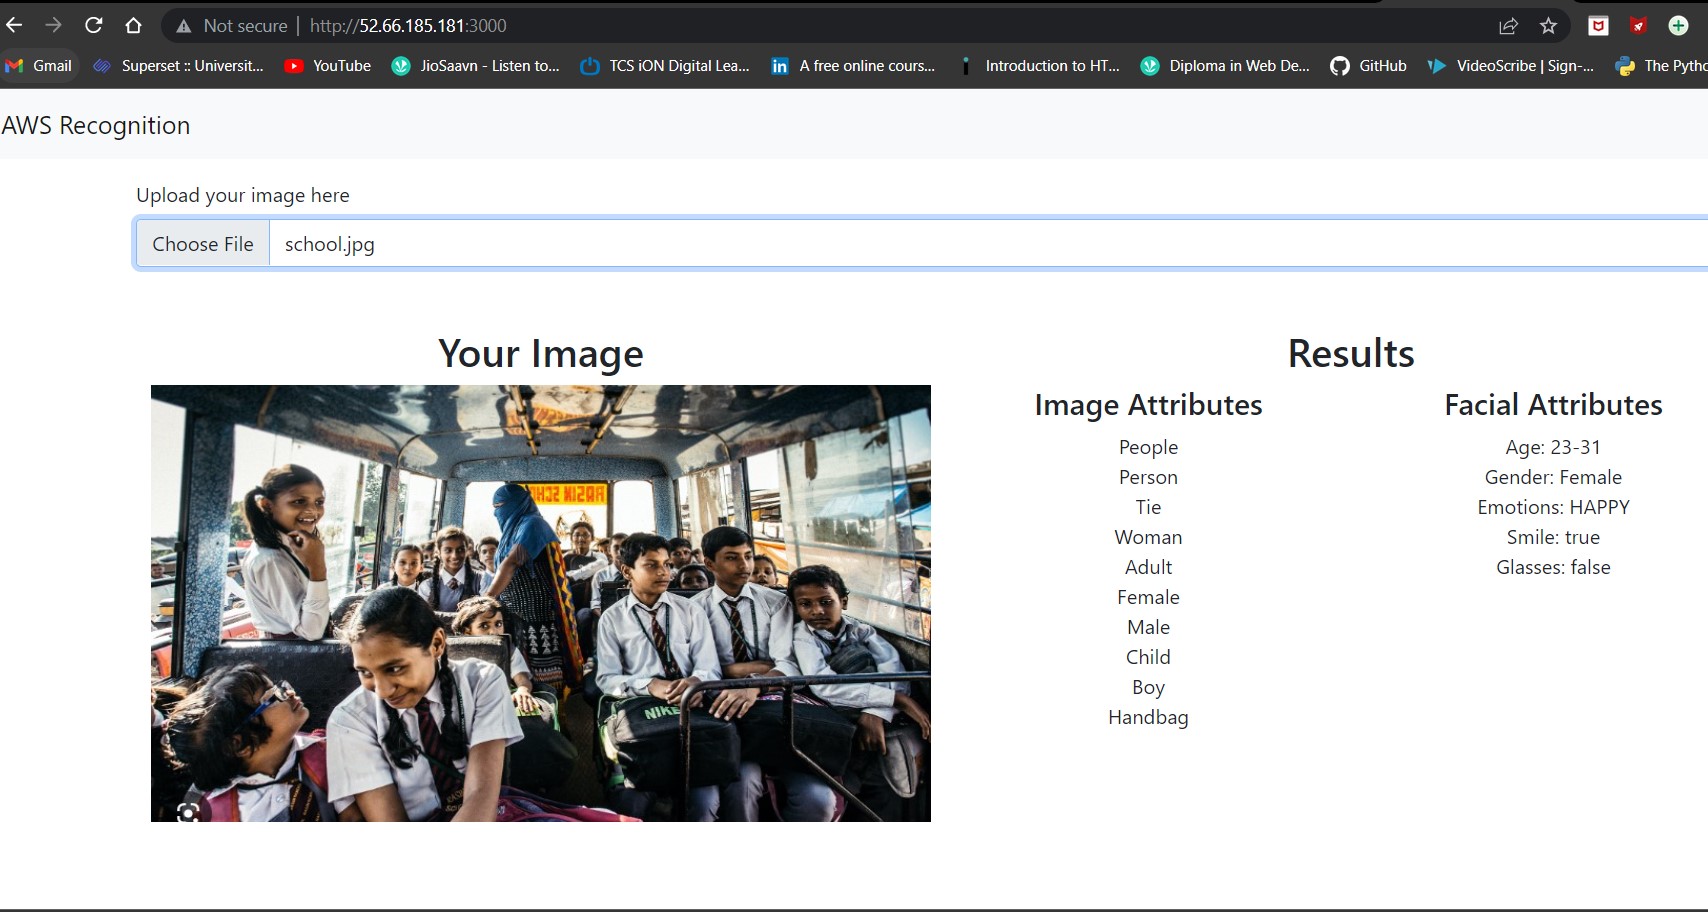 Not secure | http://52.66.185.181:3000
Gmail Superset :: Universit... YouTube JioSaavn - Listen to... TCS iON Digital Lea... A free online cours... Introduction to HT... Diploma in Web De... GitHub VideoScribe | Sign-... The Pytho
AWS Recognition
Upload your image here
Choose File school.jpg
Your Image
NIKE
Results
Image Attributes
People
Person
Tie
Woman
Adult
Female
Male
Child
Boy
Handbag
Facial Attributes
Age: 23-31
Gender: Female
Emotions: HAPPY
Smile: true
Glasses: false